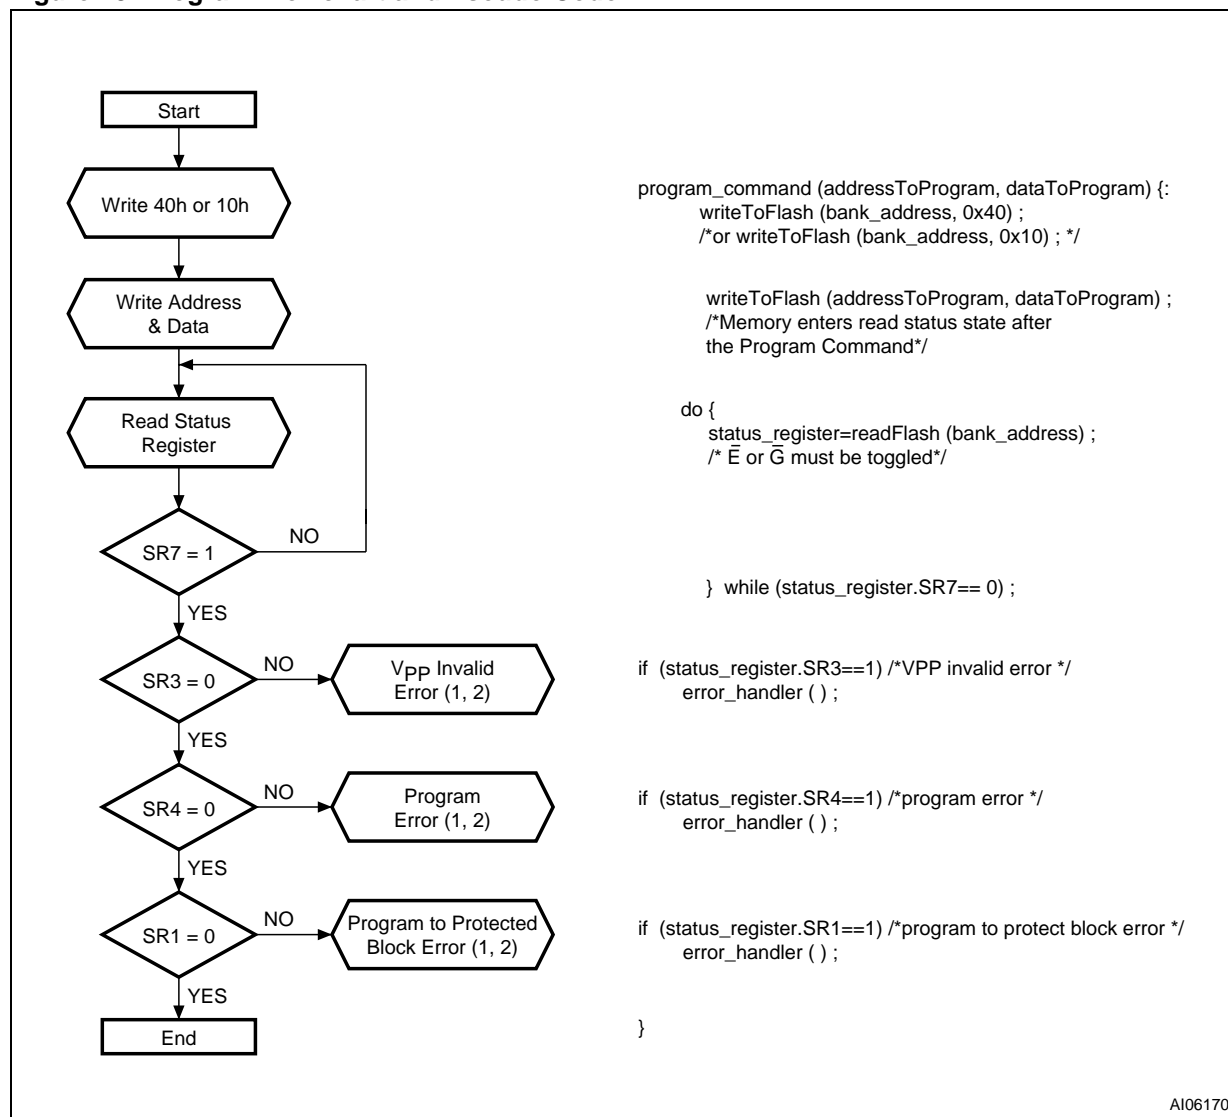 Start
Write 40h or 10h
Write Address
& Data
Read Status
Register
SR7 = 1
NO
YES
SR3 = 0
NO
VPP Invalid
Error (1, 2)
YES
SR4 = 0
NO
Program
Error (1, 2)
YES
SR1 = 0
NO
Program to Protected
Block Error (1, 2)
YES
End
program_command (addressToProgram, dataToProgram) {:
writeToFlash (bank_address, 0x40) ;
/*or writeToFlash (bank_address, 0x10) ; */
writeToFlash (addressToProgram, dataToProgram) ;
/*Memory enters read status state after
the Program Command*/
do {
status_register=readFlash (bank_address) ;
/* E̅ or G̅ must be toggled*/
} while (status_register.SR7== 0) ;
if (status_register.SR3==1) /*VPP invalid error */
error_handler ( ) ;
if (status_register.SR4==1) /*program error */
error_handler ( ) ;
if (status_register.SR1==1) /*program to protect block error */
error_handler ( ) ;
}
AI06170